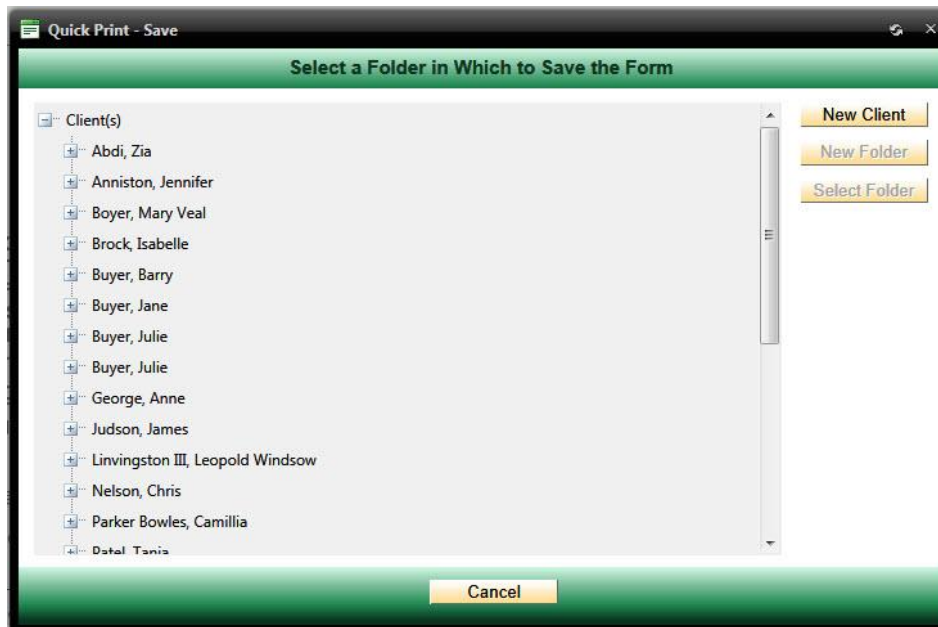 Quick Print - Save
Select a Folder in Which to Save the Form
Client(s)
Abdi, Zia
Anniston, Jennifer
Boyer, Mary Veal
Brock, Isabelle
Buyer, Barry
Buyer, Jane
Buyer, Julie
Buyer, Julie
George, Anne
Judson, James
Linvingston III, Leopold Windsow
Nelson, Chris
Parker Bowles, Camillia
Patel, Tania
New Client
New Folder
Select Folder
Cancel